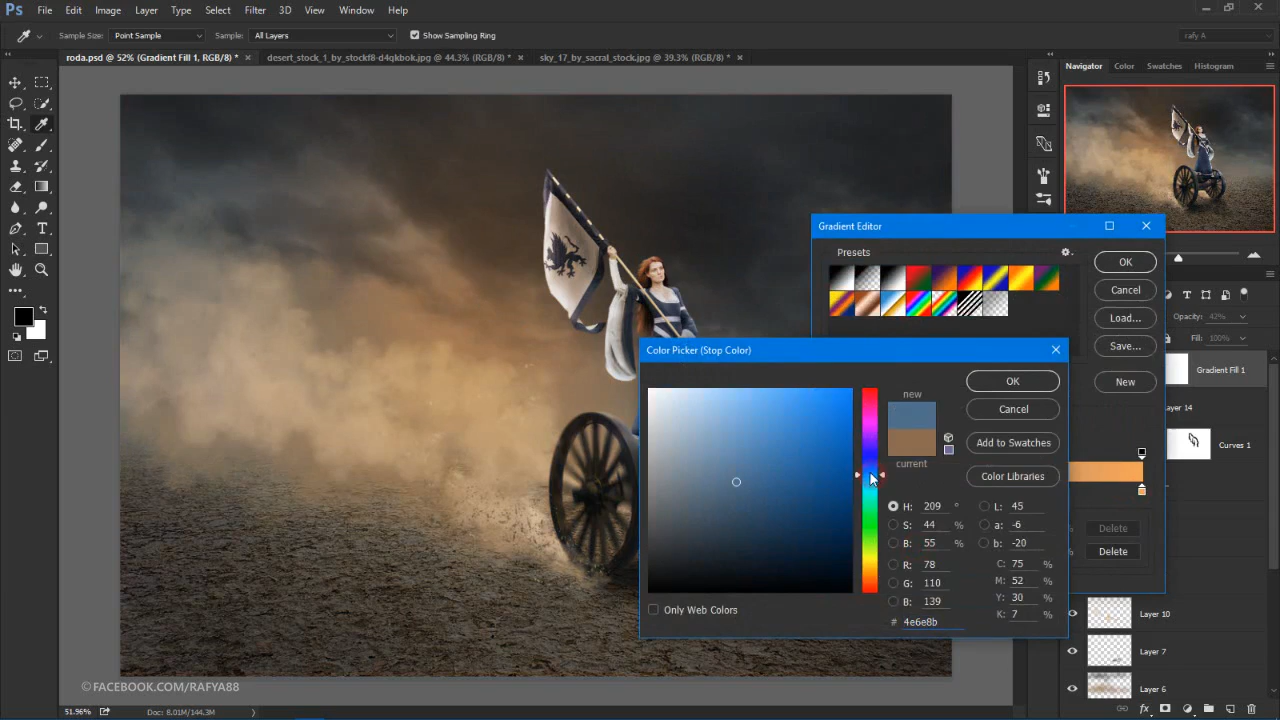 Ps File Edit Image Layer Type Select Filter 3D View Window Help
Sample Size: Point Sample Sample: All Layers Show Sampling Ring rafy A
roda.psd @ 52% (Gradient Fill 1, RGB/8) * × desert_stock_1_by_stockf8-d4qkbok.jpg @ 44.3% (RGB/8) * × sky_17_by_sacral_stock.jpg @ 39.3% (RGB/8) * ×
Navigator Color Swatches Histogram
Gradient Editor
Presets
OK
Cancel
Load...
Save...
New
Opacity: 42%
Fill: 100%
Gradient Fill 1
ayer 14
Curves 1
% Delete
% Delete
Layer 10
Layer 7
Layer 6
Color Picker (Stop Color)
new
current
OK
Cancel
Add to Swatches
Color Libraries
H: 209 ° L: 45
S: 44 % a: -6
B: 55 % b: -20
R: 78 C: 75 %
G: 110 M: 52 %
B: 139 Y: 30 %
K: 7 %
# 4e6e8b
Only Web Colors
©FACEBOOK.COM/RAFYA88
51.96% Doc: 8.01M/144.3M
fx